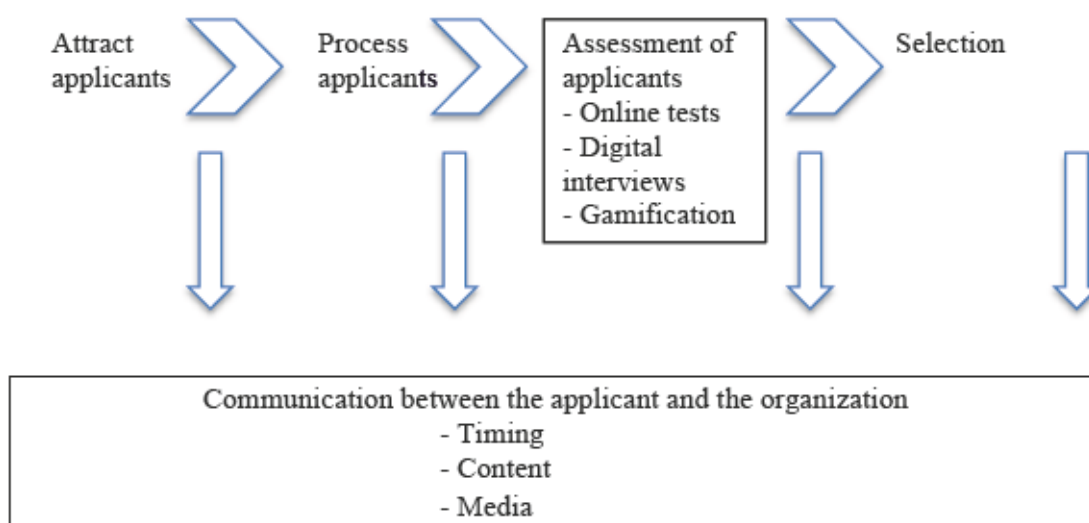 Attract
applicants
Process
applicants
Assessment of
applicants
- Online tests
- Digital
interviews
- Gamification
Selection
Communication between the applicant and the organization
- Timing
- Content
- Media